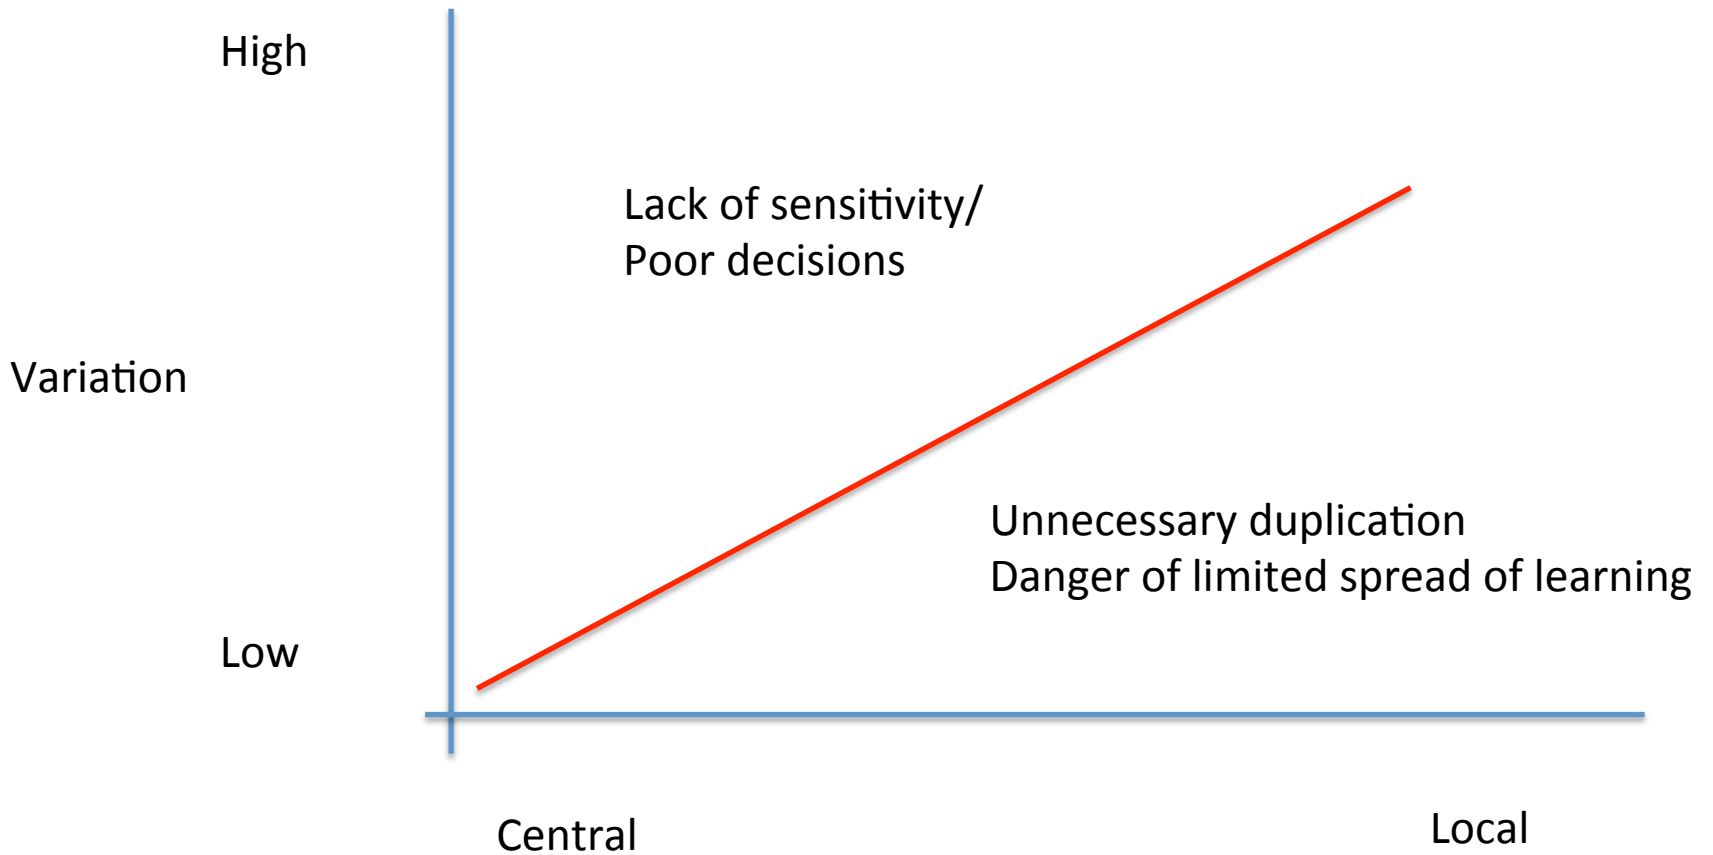 High
Lack of sensitivity/
Poor decisions
Variation
Unnecessary duplication
Danger of limited spread of learning
Low
Central
Local